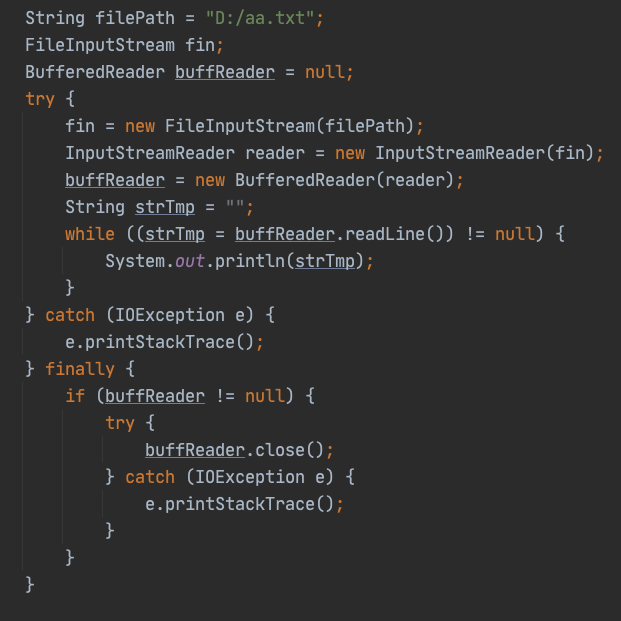 String filePath = "D:/aa.txt";
FileInputStream fin;
BufferedReader buffReader = null;
try {
    fin = new FileInputStream(filePath);
    InputStreamReader reader = new InputStreamReader(fin);
    buffReader = new BufferedReader(reader);
    String strTmp = "";
    while ((strTmp = buffReader.readLine()) != null) {
        System.out.println(strTmp);
    }
} catch (IOException e) {
    e.printStackTrace();
} finally {
    if (buffReader != null) {
        try {
            buffReader.close();
        } catch (IOException e) {
            e.printStackTrace();
        }
    }
}